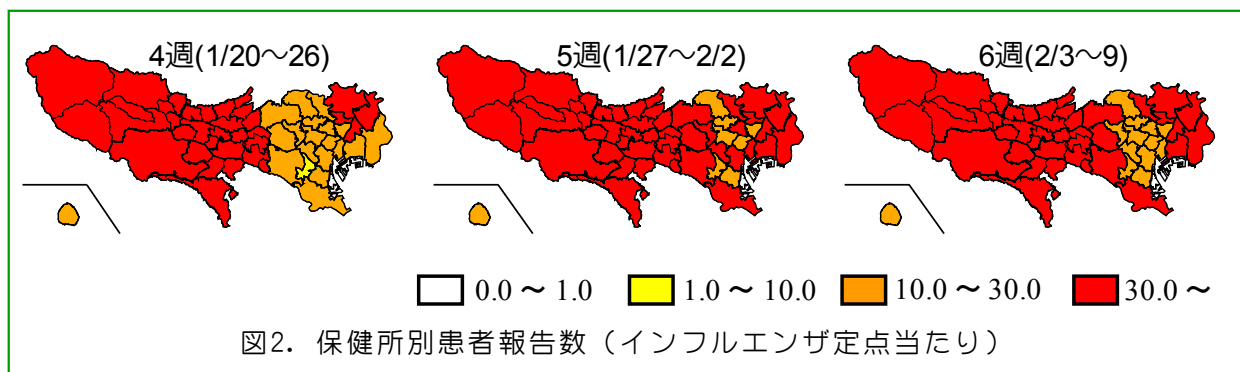 4週(1/20～26)
5週(1/27～2/2)
6週(2/3～9)
0.0 ～ 1.0
1.0 ～ 10.0
10.0 ～ 30.0
30.0 ～
図2. 保健所別患者報告数（インフルエンザ定点当たり）